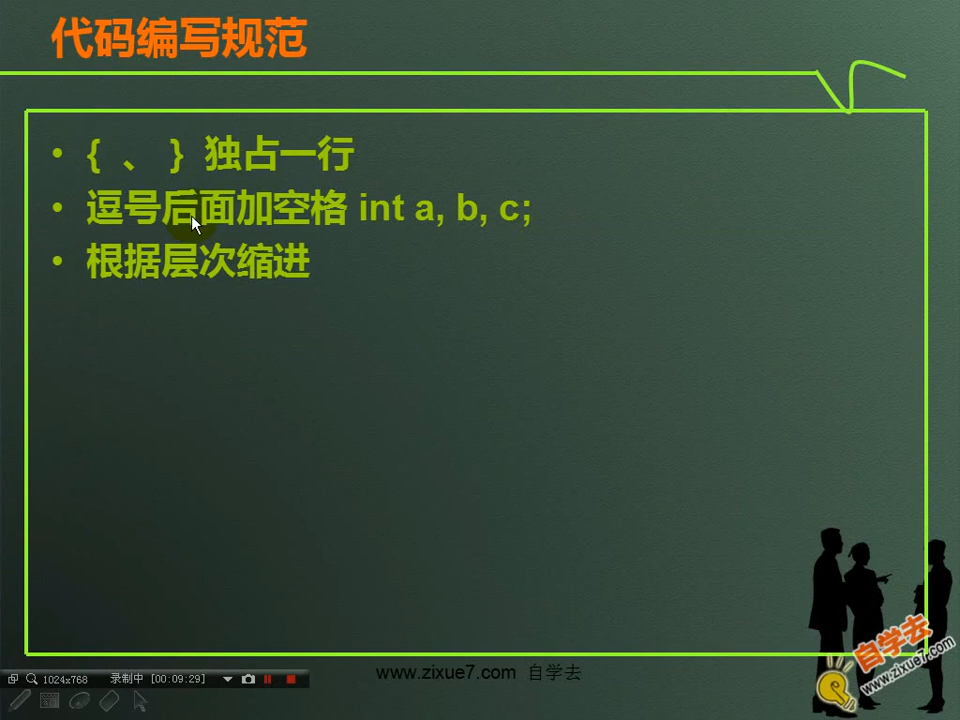 代码编写规范
• { 、 } 独占一行
• 逗号后面加空格 int a, b, c;
• 根据层次缩进
1024x768 录制中 [00:09:29]
www.zixue7.com 自学去
自学去
www.zixue7.com